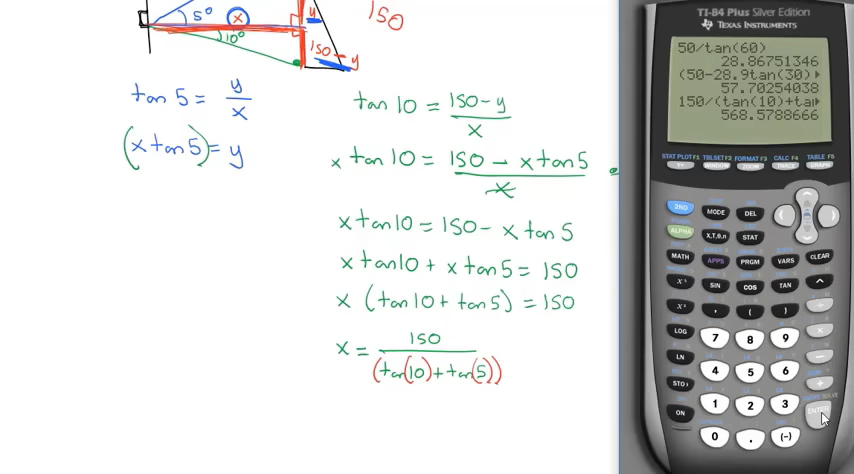 5°
x
y
150
10°
150 - y
tan 5 = y/x
(x tan 5) = y
tan 10 = 150 - y / x
x tan 10 = 150 - x tan 5 / x
x tan 10 = 150 - x tan 5
x tan10 + x tan 5 = 150
x (tan 10 + tan 5) = 150
x = 150 / (tan(10) + tan(5))
TI-84 Plus Silver Edition
TEXAS INSTRUMENTS
50/tan(60)
28.86751346
(50-28.9tan(30)
57.70254038
150/(tan(10)+tan
568.5788666
STAT PLOT F1 TBLSET F2 FORMAT F3 CALC F4 TABLE F5
Y= WINDOW ZOOM TRACE GRAPH
2ND MODE DEL
ALPHA X,T,θ,n STAT
MATH APPS PRGM VARS CLEAR
x⁻¹ SIN COS TAN ^
x² , ( ) ÷
LOG 7 8 9 ×
LN 4 5 6 −
STO› 1 2 3 +
ON 0 . (-) ENTER